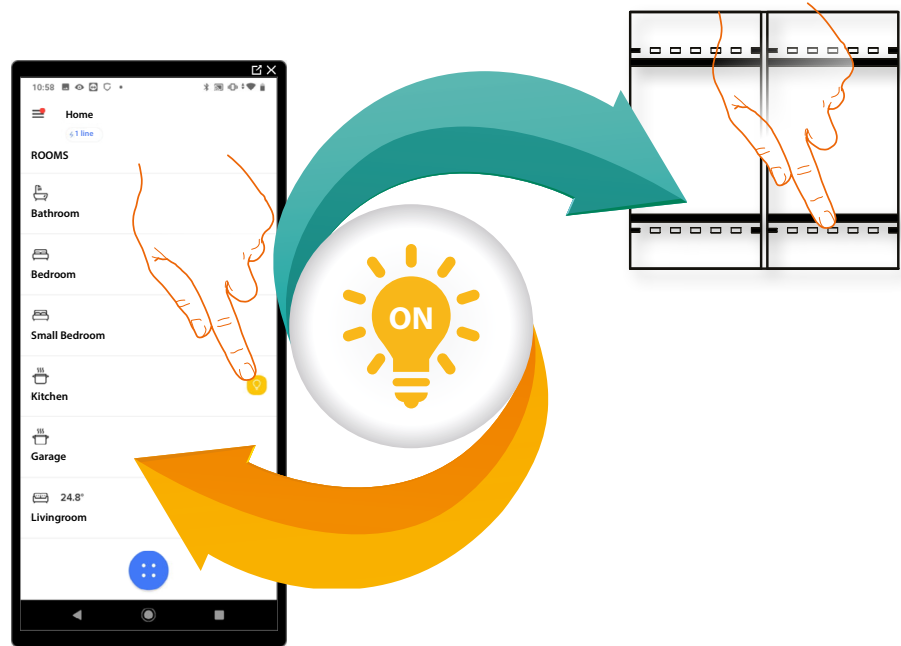 10:58
Home
1 line
ROOMS
Bathroom
Bedroom
Small Bedroom
Kitchen
Garage
24.8°
Livingroom
ON